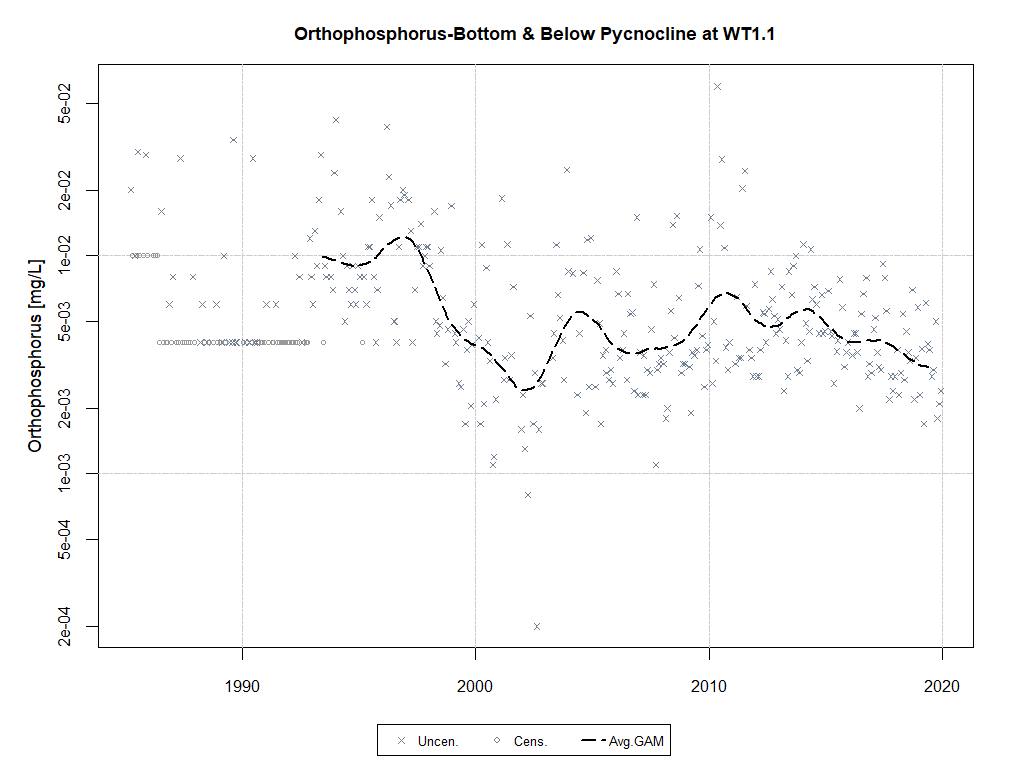 Orthophosphorus-Bottom & Below Pycnocline at WT1.1
Orthophosphorus [mg/L]
5e-02
2e-02
1e-02
5e-03
2e-03
1e-03
5e-04
2e-04
1990 2000 2010 2020
Uncen. Cens. Avg.GAM